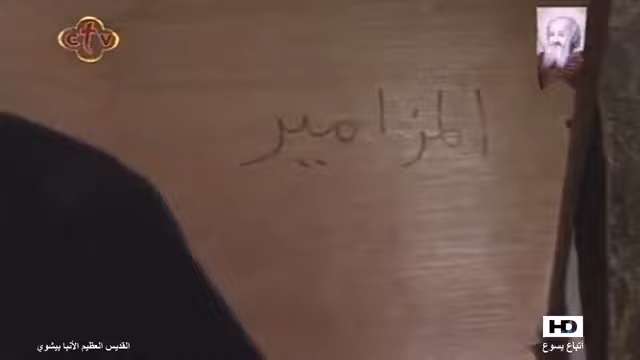 CTV
المزامير
HD
أتباع يسوع
القديس العظيم الأنبا بيشوي